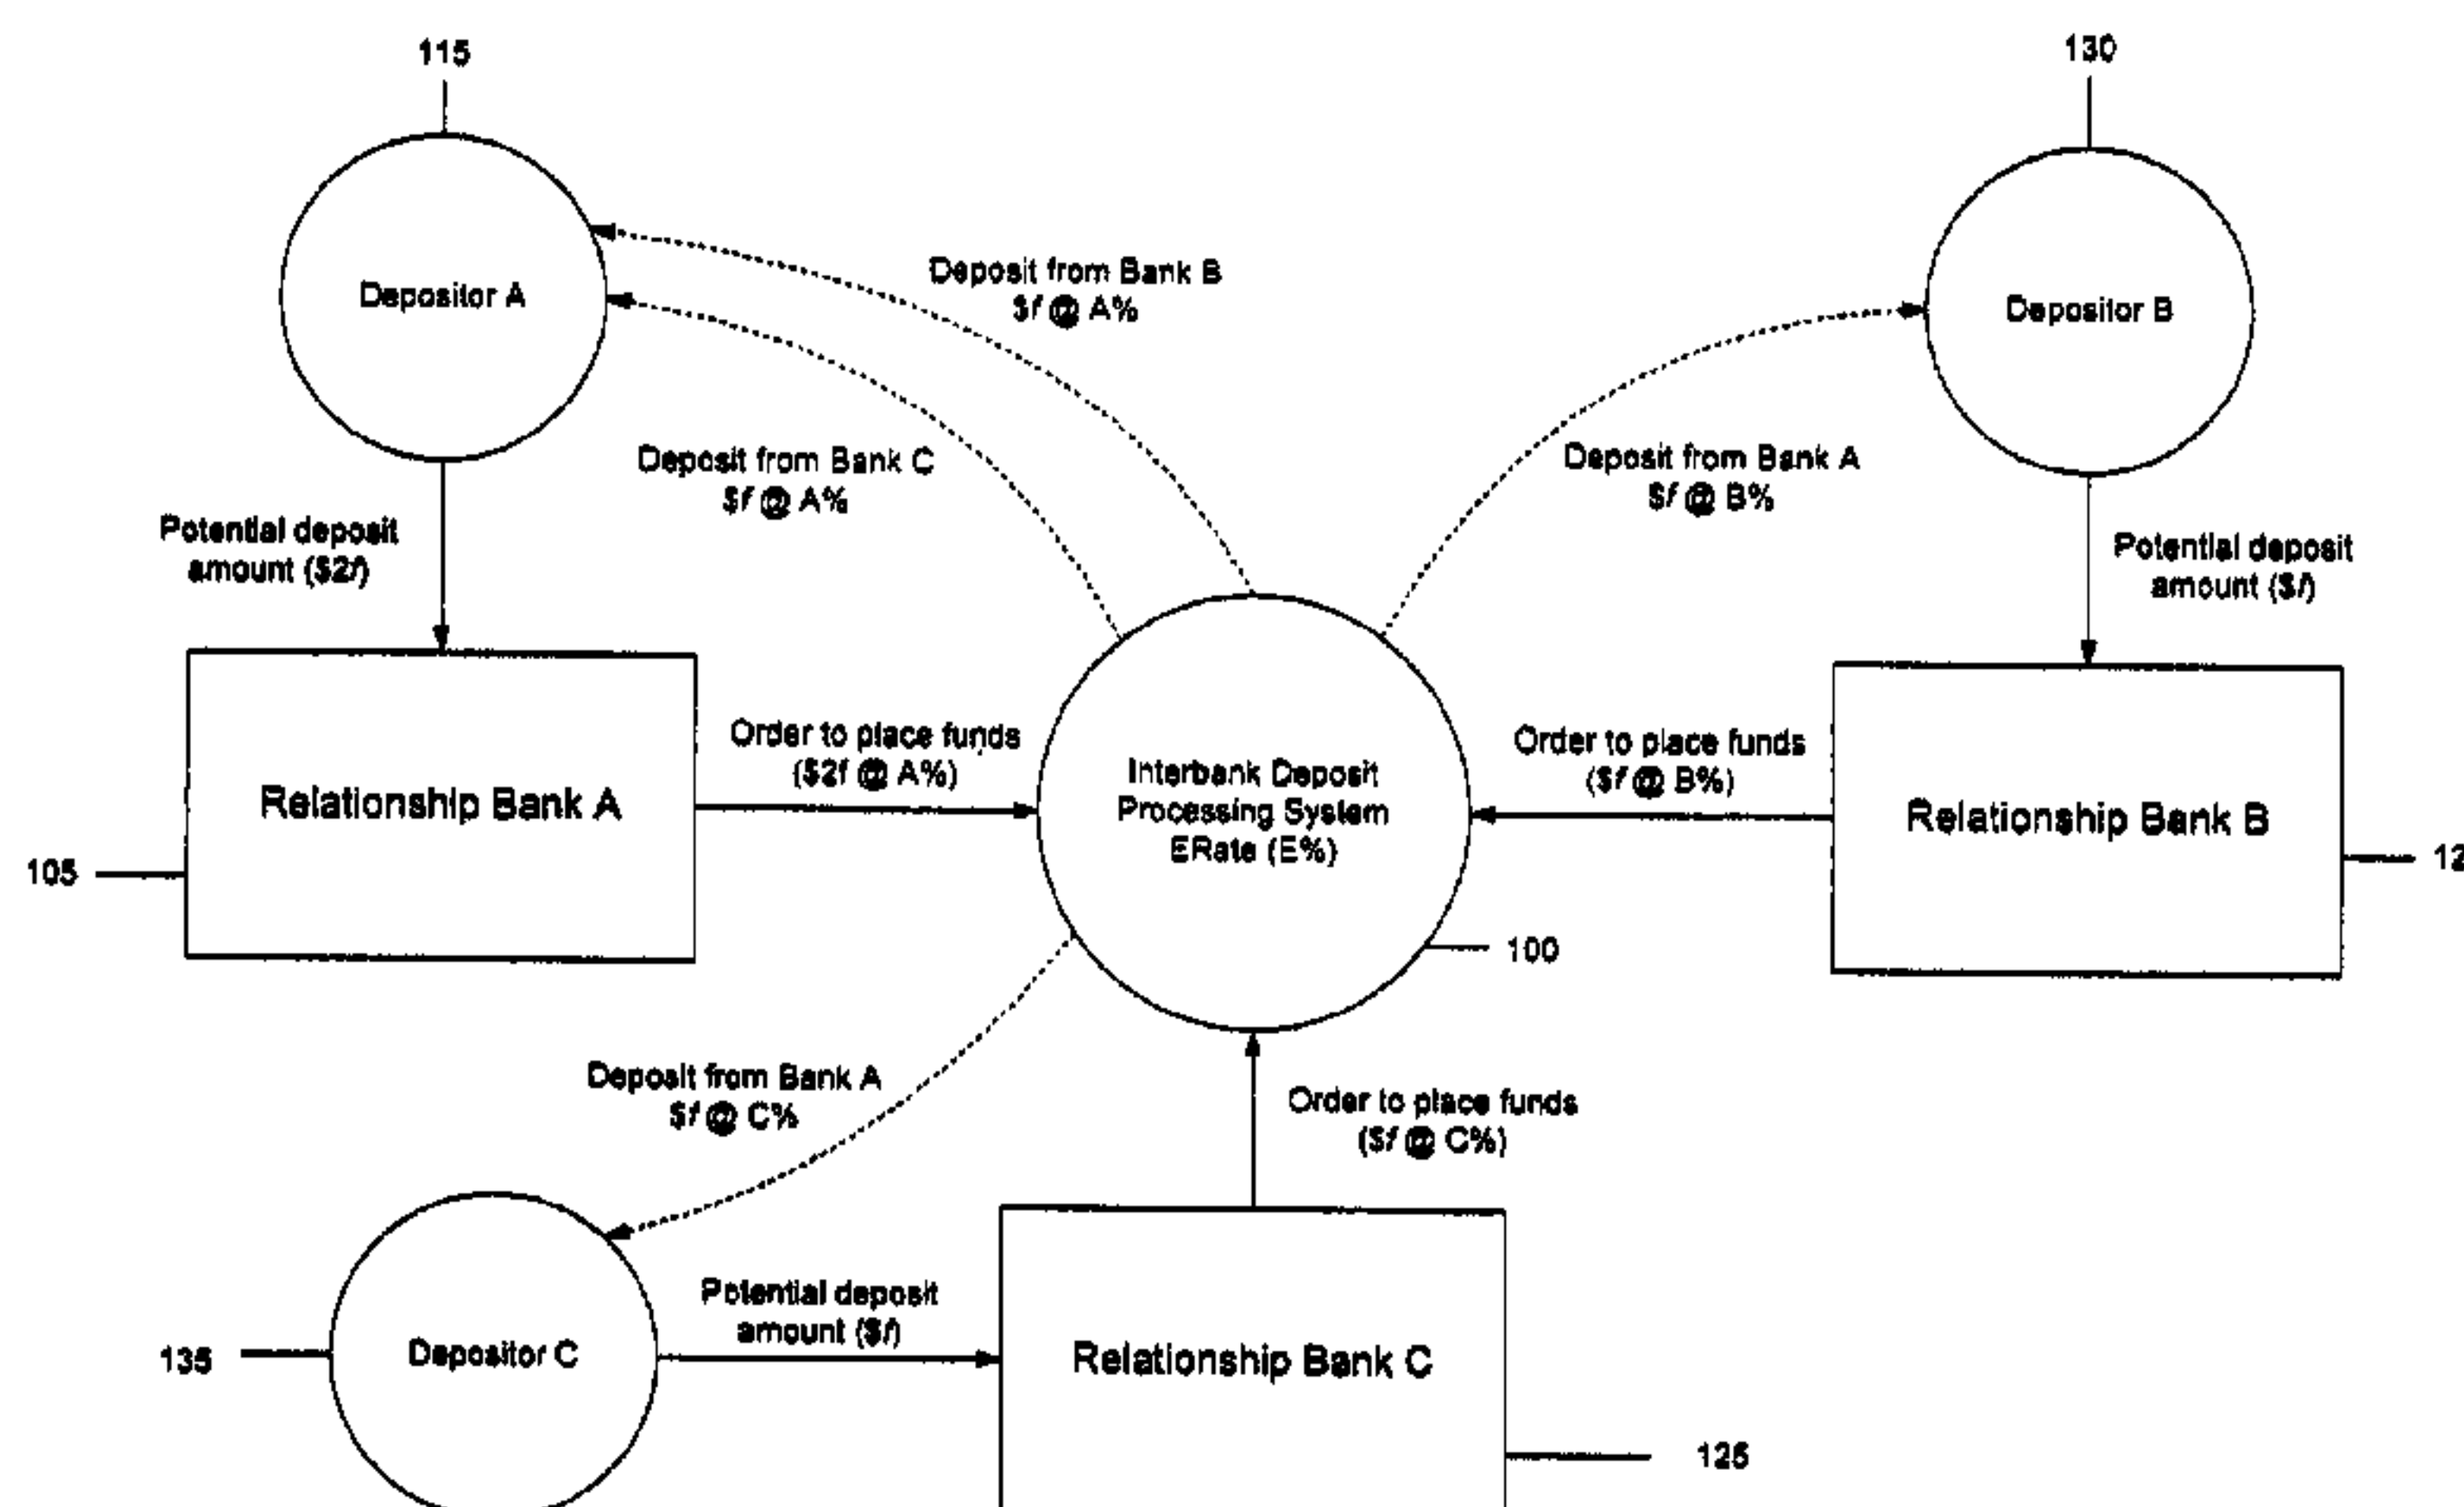 115
130
Depositor A
Depositor B
Deposit from Bank B
$f @ A%
Deposit from Bank C
$f @ A%
Deposit from Bank A
$f @ B%
Potential deposit
amount ($2f)
Potential deposit
amount ($f)
Relationship Bank A
105
Order to place funds
($2f @ A%)
Interbank Deposit
Processing System
ERate (E%)
100
Order to place funds
($f @ B%)
Relationship Bank B
12
Deposit from Bank A
$f @ C%
Order to place funds
($f @ C%)
Depositor C
135
Potential deposit
amount ($f)
Relationship Bank C
125